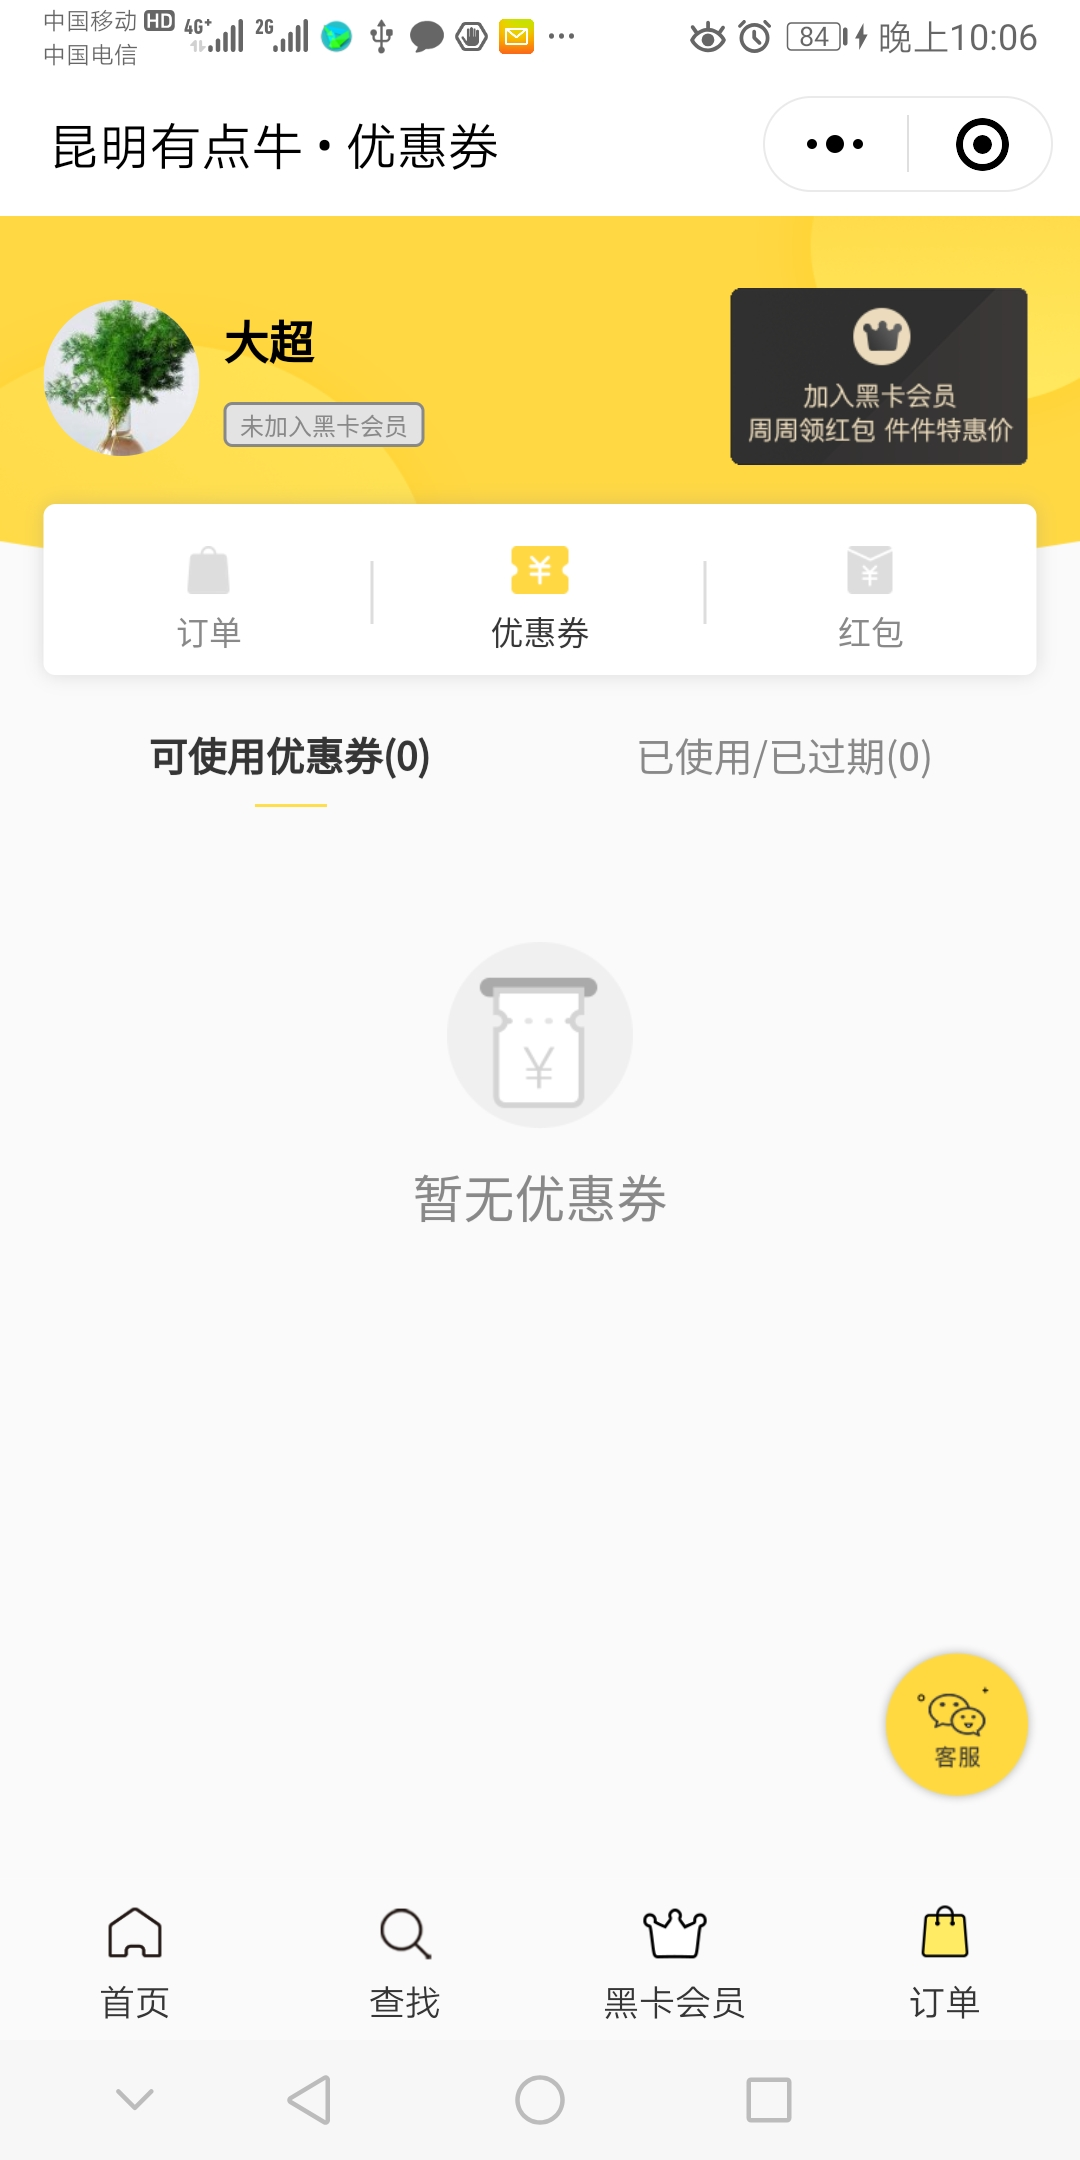 中国移动 HD 4G+ 2G 84 晚上10:06
中国电信
昆明有点牛·优惠券
大超
未加入黑卡会员
加入黑卡会员
周周领红包 件件特惠价
订单 优惠券 红包
可使用优惠券(0) 已使用/已过期(0)
暂无优惠券
客服
首页 查找 黑卡会员 订单